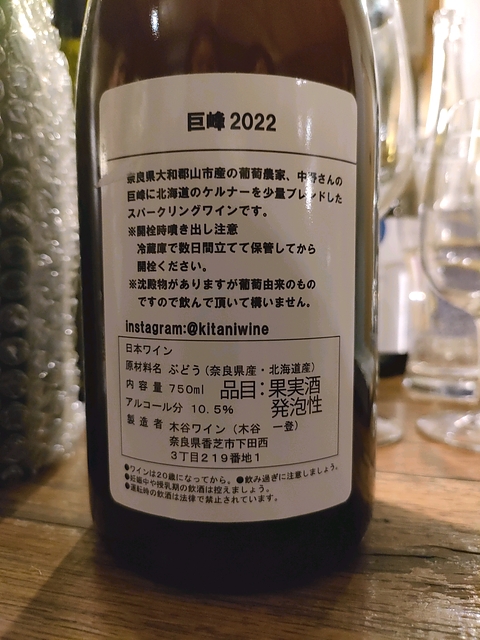 巨峰 2022
奈良県大和郡山市産の葡萄農家、中野さんの
巨峰に北海道のケルナーを少量ブレンドした
スパークリングワインです。
※開栓時噴き出し注意
冷蔵庫で数日間立てて保管してから
開栓ください。
※沈殿物がありますが葡萄由来のもの
ですので飲んで頂いて構いません。
instagram:@kitaniwine
日本ワイン
原材料名 ぶどう(奈良県産・北海道産)
内容量 750ml 品目:果実酒
アルコール分 10.5% 発泡性
製造者 木谷ワイン(木谷 一登)
奈良県香芝市下田西
3丁目219番地1
●ワインは20歳になってから。●飲み過ぎに注意しましょう。
●妊娠中や授乳期の飲酒は控えましょう。
●運転時の飲酒は法律で禁止されています。